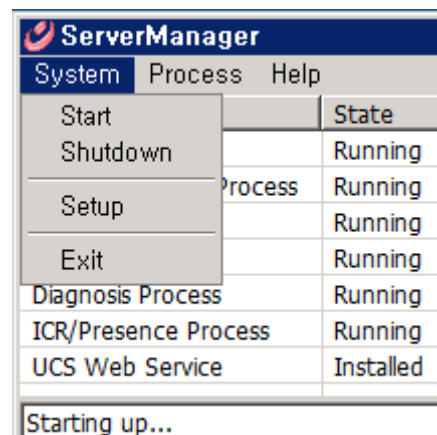 ServerManager
System Process Help
Start
State
Shutdown
Running
Process Running
Setup
Running
Exit
Running
Diagnosis Process Running
ICR/Presence Process Running
UCS Web Service Installed
Starting up...